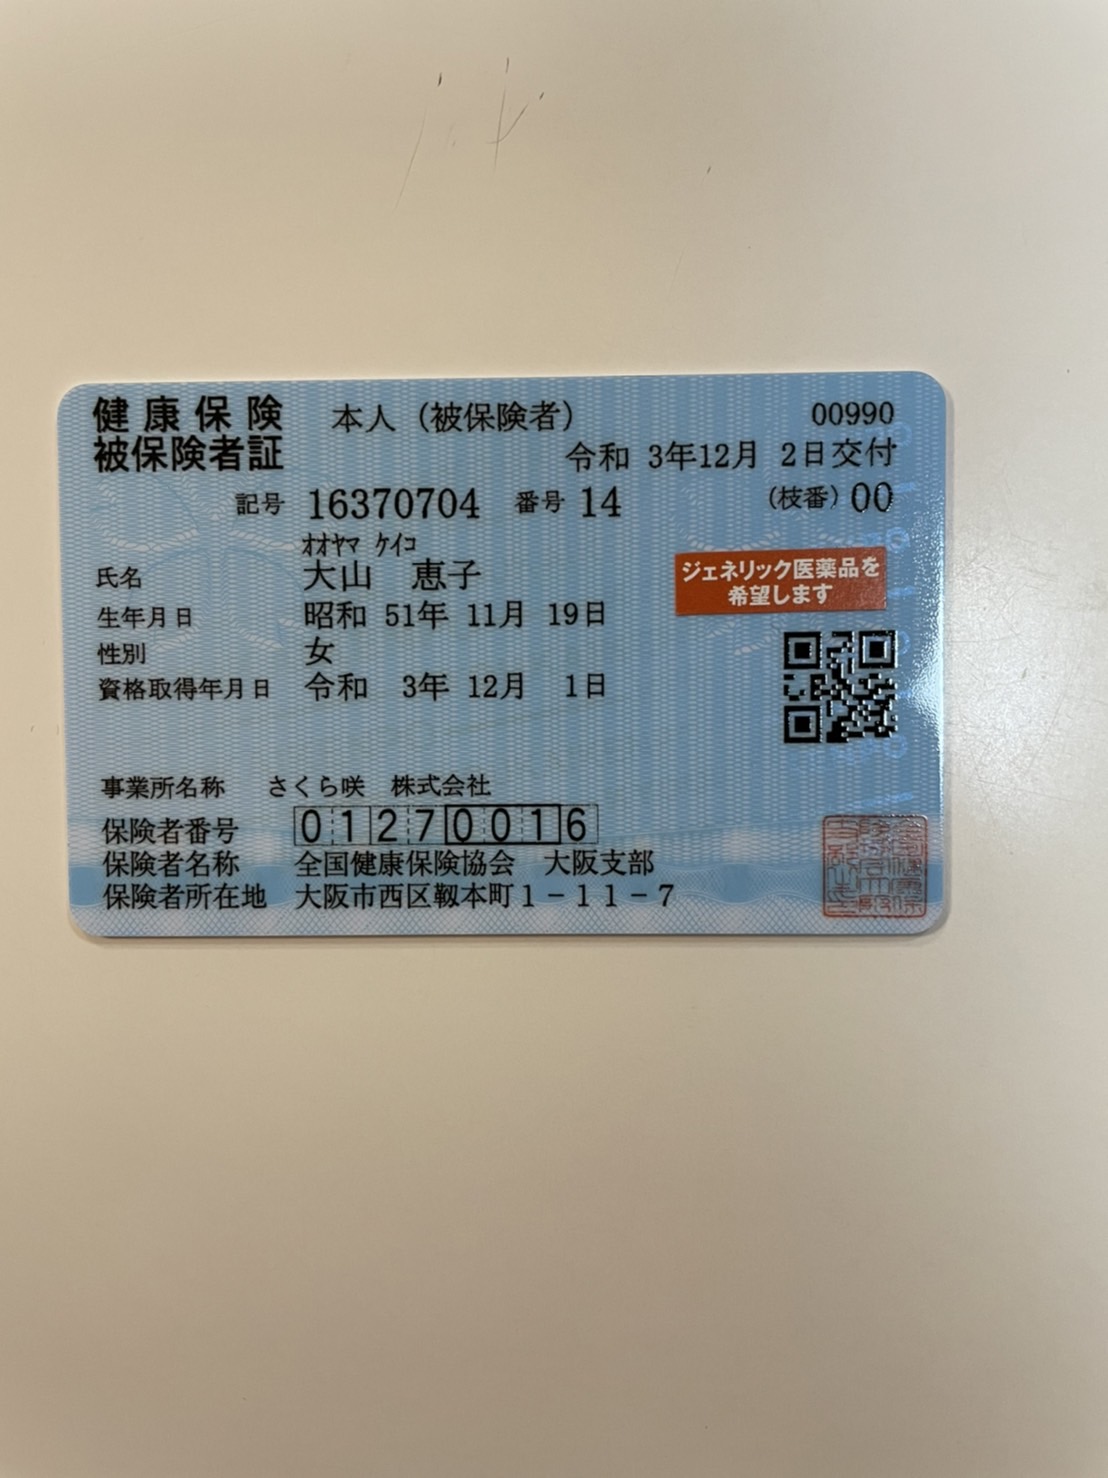 健康保険 本人（被保険者） 00990
被保険者証 令和 3年12月 2日交付
記号 16370704 番号 14 （枝番）00
ｵｵﾔﾏ ｹｲｺ
氏名 大山 恵子
生年月日 昭和 51年 11月 19日
性別 女
資格取得年月日 令和 3年 12月 1日
ジェネリック医薬品を
希望します
事業所名称 さくら咲 株式会社
保険者番号 01270016
保険者名称 全国健康保険協会 大阪支部
保険者所在地 大阪市西区靱本町１－１１－７